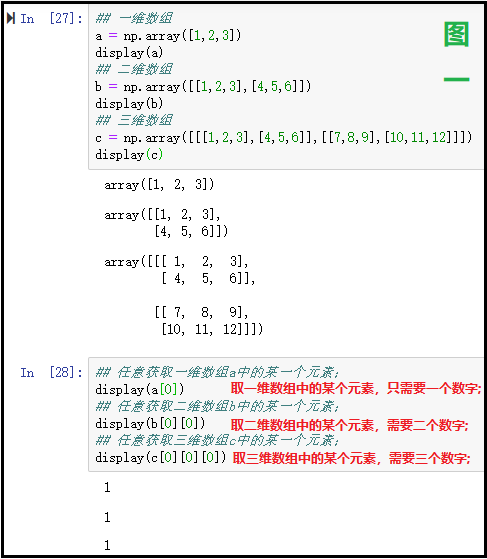 In [27]:
## 一维数组
a = np.array([1,2,3])
display(a)
## 二维数组
b = np.array([[1,2,3],[4,5,6]])
display(b)
## 三维数组
c = np.array([[[1,2,3],[4,5,6]],[[7,8,9],[10,11,12]]])
display(c)
图
一
array([1, 2, 3])
array([[1, 2, 3],
[4, 5, 6]])
array([[[ 1, 2, 3],
[ 4, 5, 6]],
[[ 7, 8, 9],
[10, 11, 12]]])
In [28]:
## 任意获取一维数组a中的某一个元素;
display(a[0]) 取一维数组中的某个元素，只需要一个数字;
## 任意获取二维数组b中的某一个元素;
display(b[0][0]) 取二维数组中的某个元素，需要二个数字;
## 任意获取三维数组c中的某一个元素;
display(c[0][0][0]) 取三维数组中的某个元素，需要三个数字;
1
1
1